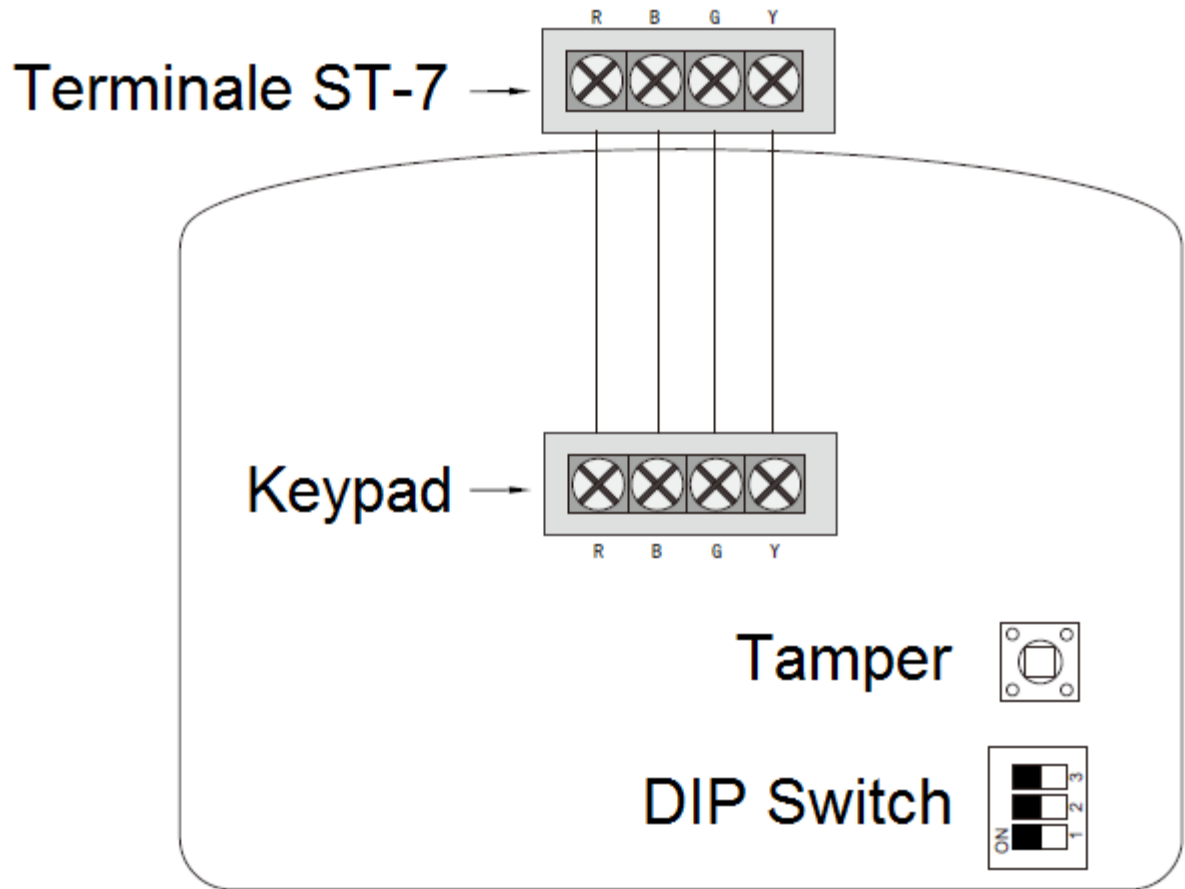 R B G Y
Terminale ST-7
Keypad
R B G Y
Tamper
DIP Switch
3
2
1
ON